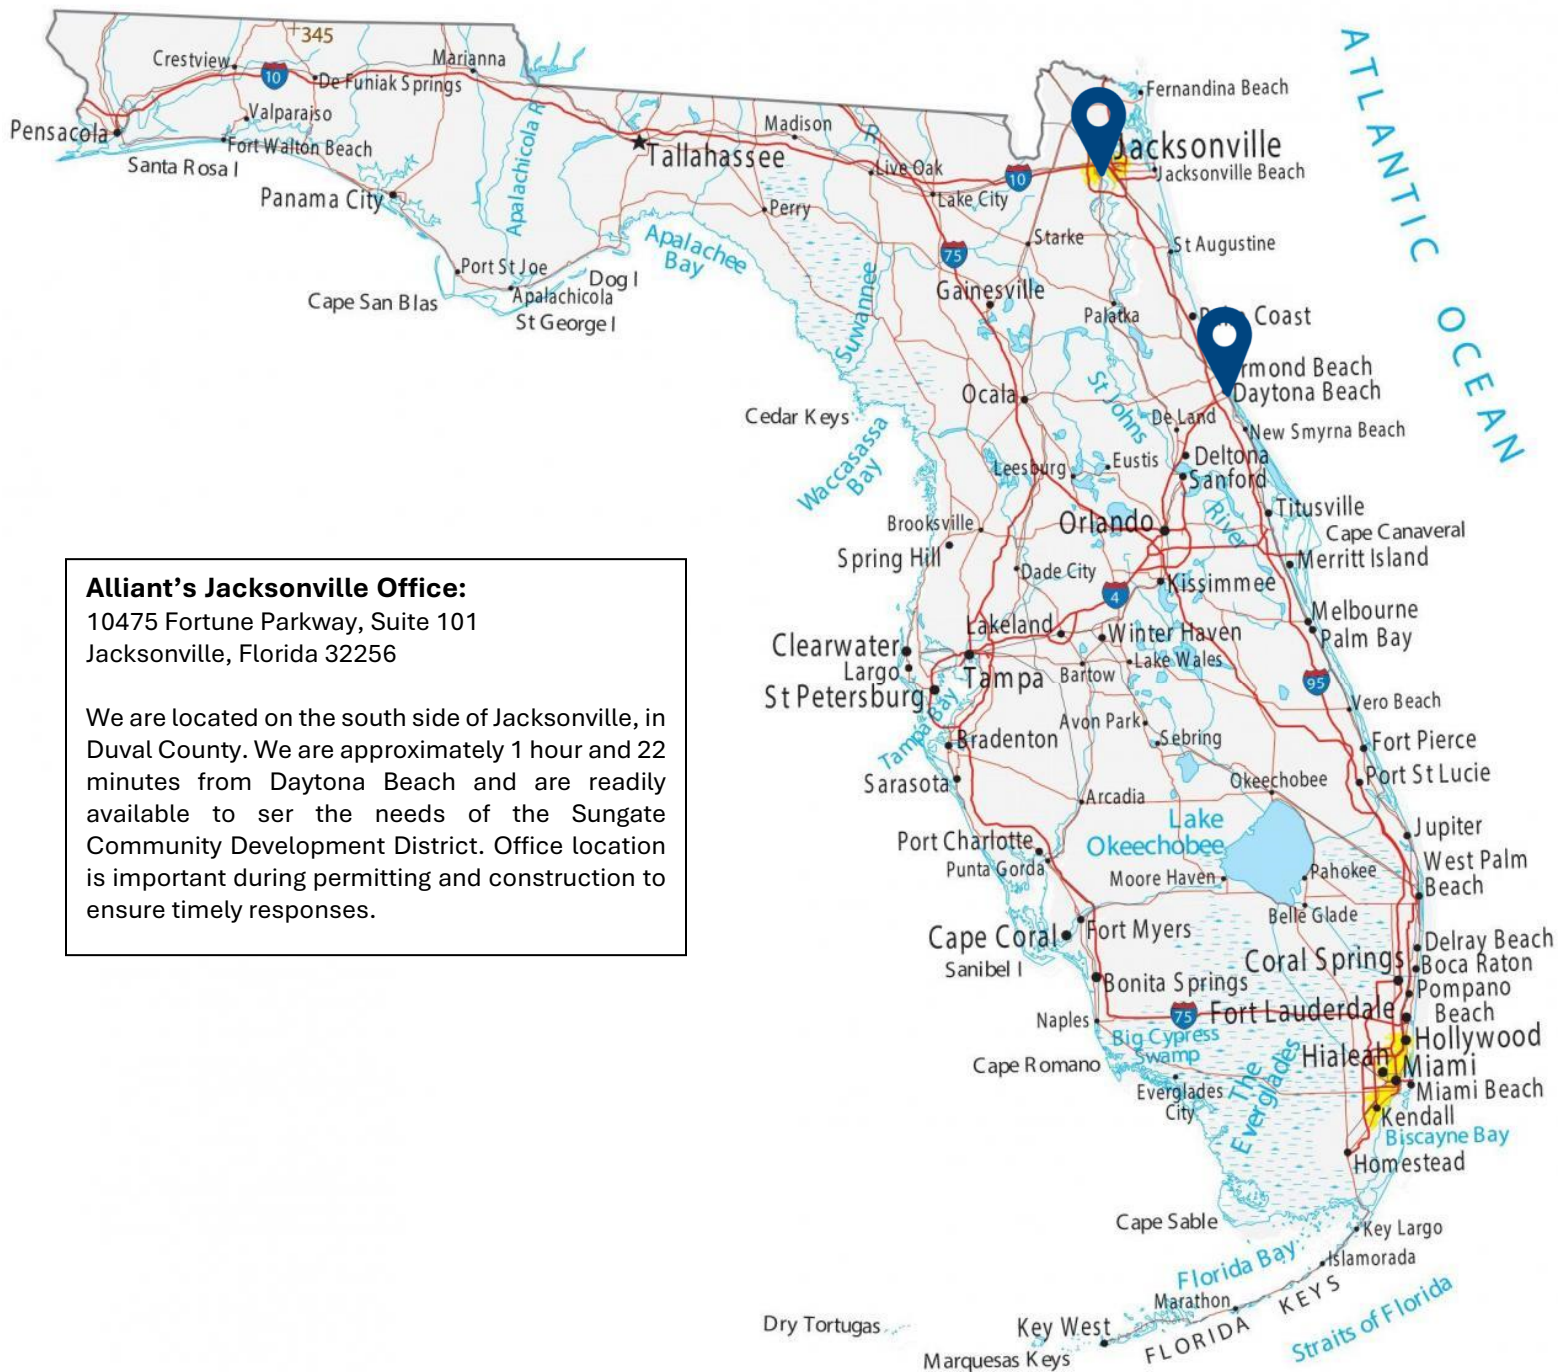 345
Crestview
Marianna
10
De Funiak Springs
Valparaiso
Pensacola
Fort Walton Beach
Santa Rosa I
Panama City
Apalachicola R
Tallahassee
Madison
R
Live Oak
10
Lake City
Perry
Fernandina Beach
Jacksonville
Jacksonville Beach
Starke
St Augustine
75
Apalachee
Bay
Port St Joe
Dog I
Cape San Blas
Apalachicola
St George I
Suwannee
Gainesville
Palatka
Coast
rmond Beach
Daytona Beach
Ocala
St Johns
De Land
New Smyrna Beach
Cedar Keys
Waccasassa
Bay
Leesburg
Eustis
Deltona
Sanford
River
Titusville
Brooksville
Orlando
Cape Canaveral
Spring Hill
Merritt Island
Dade City
Kissimmee
4
ATLANTIC OCEAN
Alliant's Jacksonville Office:
10475 Fortune Parkway, Suite 101
Jacksonville, Florida 32256
We are located on the south side of Jacksonville, in
Duval County. We are approximately 1 hour and 22
minutes from Daytona Beach and are readily
available to ser the needs of the Sungate
Community Development District. Office location
is important during permitting and construction to
ensure timely responses.
Melbourne
Palm Bay
Lakeland
Winter Haven
Clearwater
Largo
Tampa
Bartow
Lake Wales
St Petersburg
95
Vero Beach
Tampa Bay
Avon Park
Bradenton
Sebring
Fort Pierce
Sarasota
Okeechobee
Port St Lucie
Arcadia
Lake
Okeechobee
Jupiter
Port Charlotte
Punta Gorda
Moore Haven
Pahokee
West Palm
Beach
Belle Glade
Cape Coral
Fort Myers
Delray Beach
Sanibel I
Coral Springs
Boca Raton
Bonita Springs
Pompano
Beach
Naples
75
Fort Lauderdale
Big Cypress
Swamp
Hollywood
Hialeah
Miami
Cape Romano
Everglades
City
The
Everglades
Miami Beach
Kendall
Biscayne Bay
Homestead
Cape Sable
Key Largo
Florida Bay
Islamorada
Marathon
FLORIDA KEYS
Straits of Florida
Dry Tortugas
Key West
Marquesas Keys